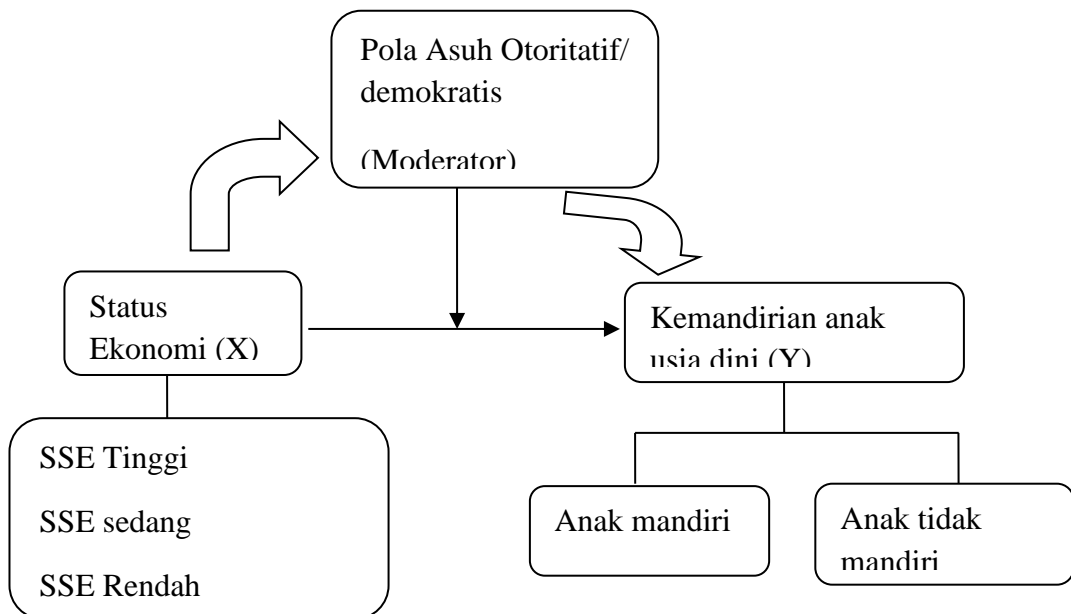 Pola Asuh Otoritatif/
demokratis
(Moderator)
Status
Ekonomi (X)
Kemandirian anak
usia dini (Y)
SSE Tinggi
SSE sedang
SSE Rendah
Anak mandiri
Anak tidak
mandiri